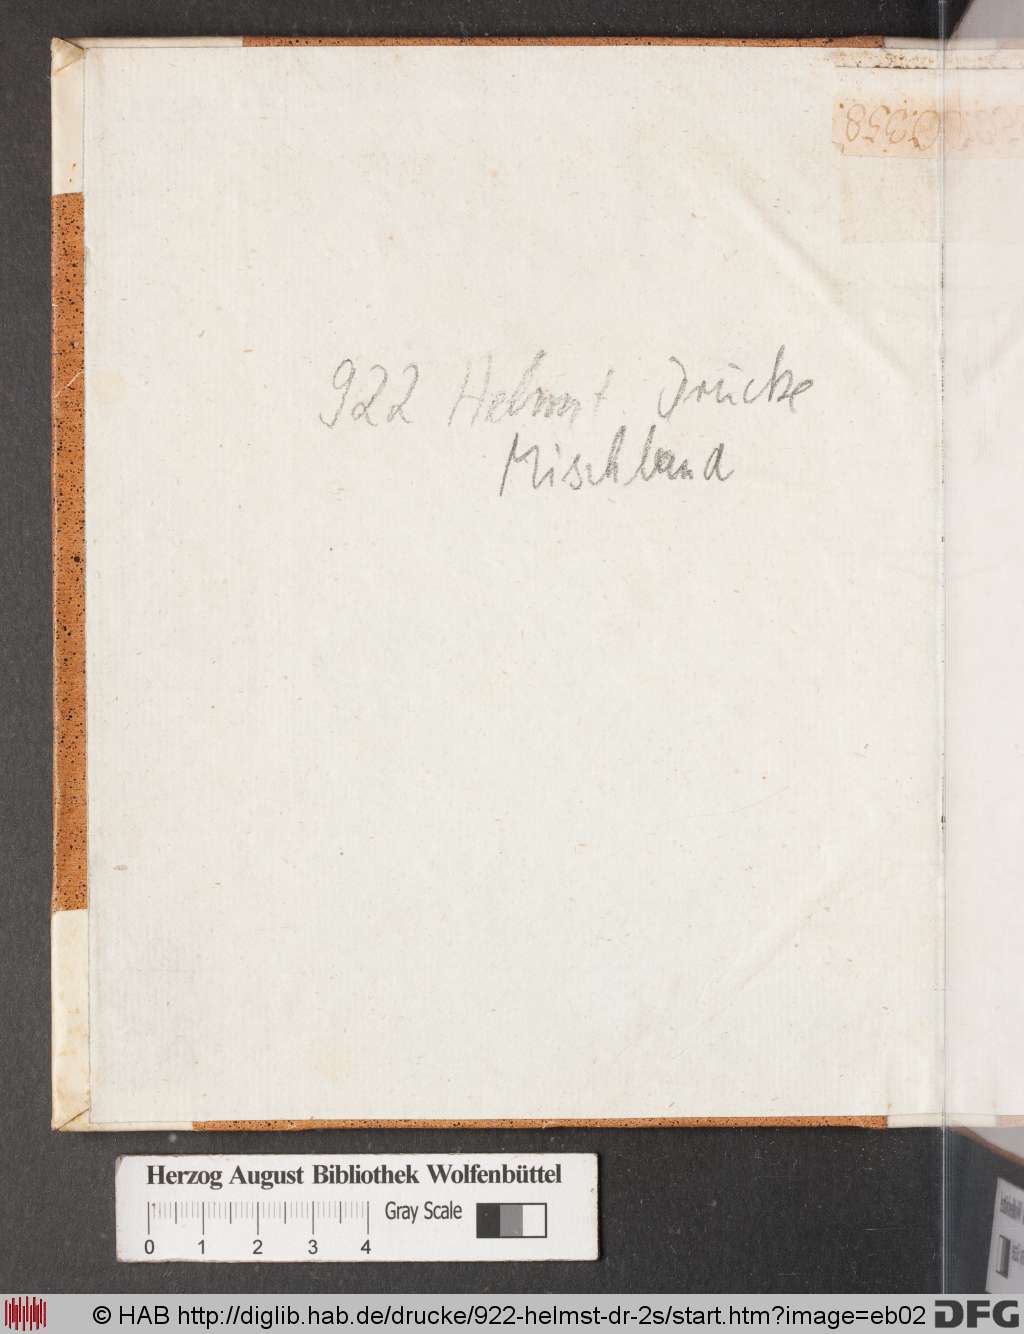 922 Helmst Drucke
Mischband
Herzog August Bibliothek Wolfenbüttel
Gray Scale
0 1 2 3 4
© HAB http://diglib.hab.de/drucke/922-helmst-dr-2s/start.htm?image=eb02 DFG